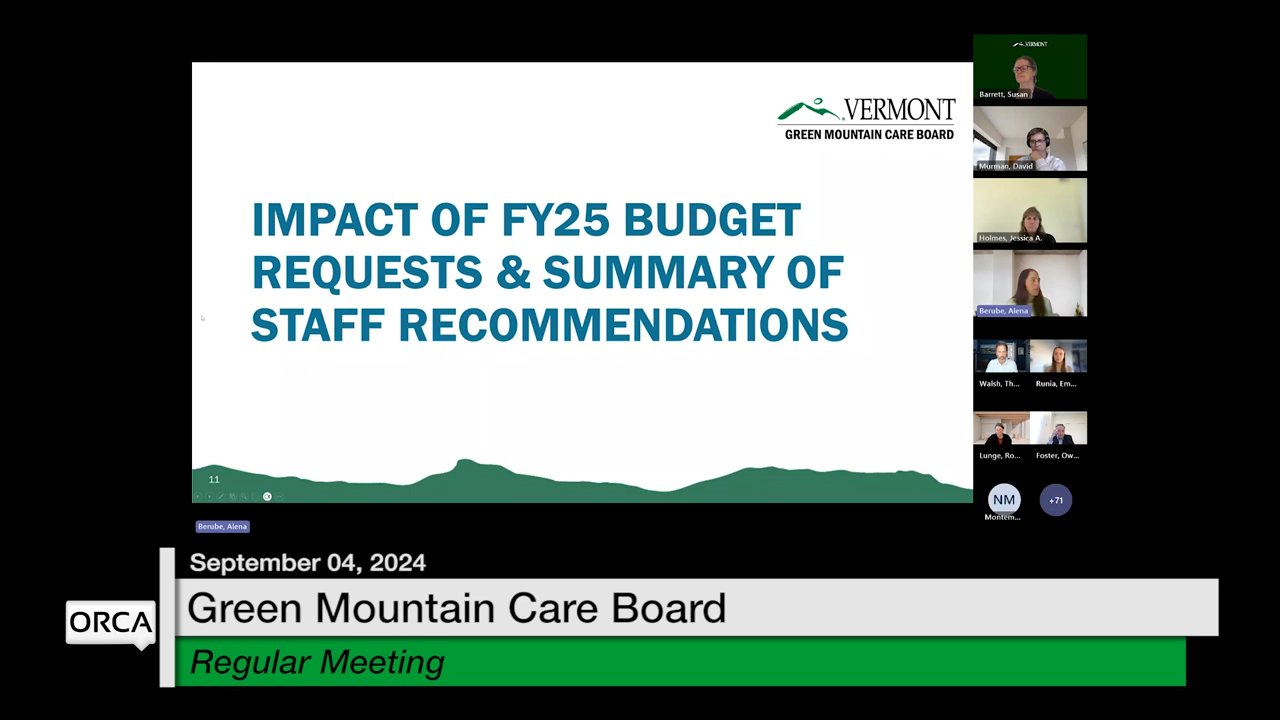 VERMONT
GREEN MOUNTAIN CARE BOARD
IMPACT OF FY25 BUDGET
REQUESTS & SUMMARY OF
STAFF RECOMMENDATIONS
11
Berube, Alena
VERMONT
Barrett, Susan
Murman, David
Holmes, Jessica A.
Berube, Alena
Walsh, Th...
Runia, Em...
Lunge, Ro...
Foster, Ow...
NM
+71
Montem...
September 04, 2024
ORCA
Green Mountain Care Board
Regular Meeting